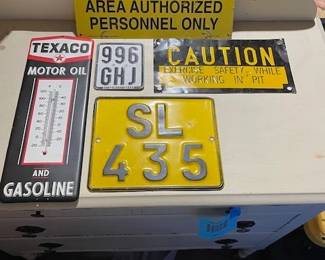 AREA AUTHORIZED
PERSONNEL ONLY
TEXACO
MOTOR OIL
AND
GASOLINE
996
GHJ
CAUTION
EXERCISE SAFETY WHILE
WORKING IN PIT
SL
435